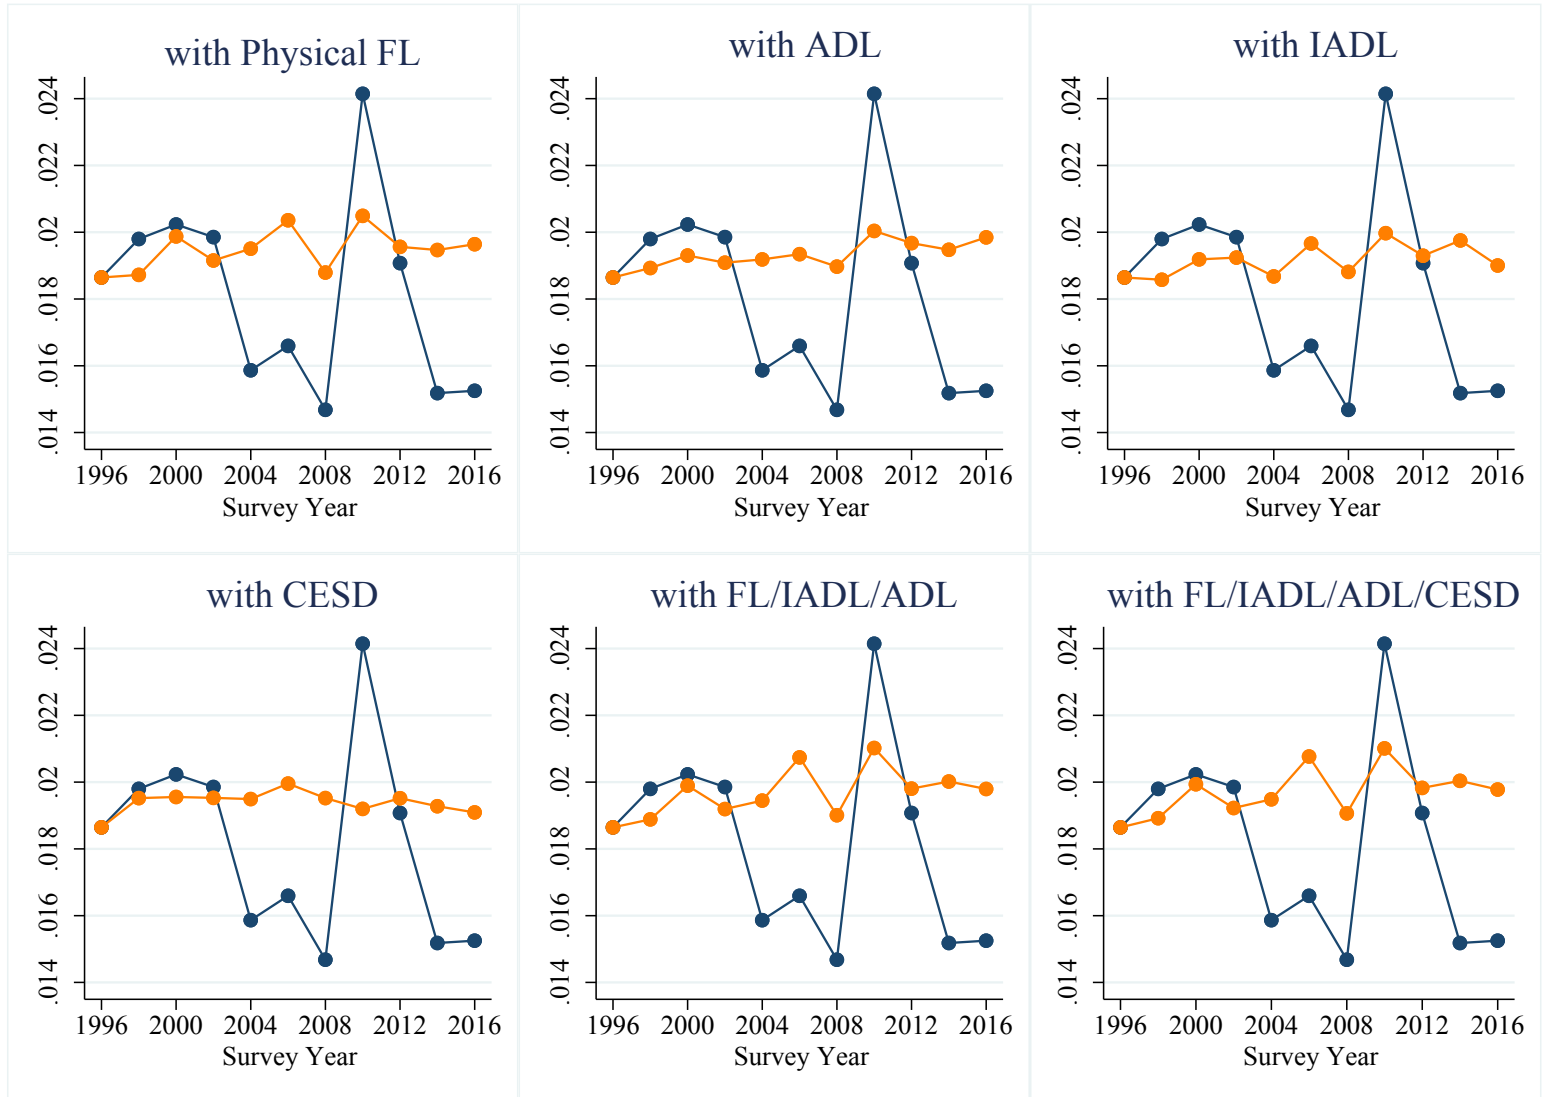 with Physical FL
.024
.022
.02
.018
.016
.014
1996 2000 2004 2008 2012 2016
Survey Year
with ADL
.024
.022
.02
.018
.016
.014
1996 2000 2004 2008 2012 2016
Survey Year
with IADL
.024
.022
.02
.018
.016
.014
1996 2000 2004 2008 2012 2016
Survey Year
with CESD
.024
.022
.02
.018
.016
.014
1996 2000 2004 2008 2012 2016
Survey Year
with FL/IADL/ADL
.024
.022
.02
.018
.016
.014
1996 2000 2004 2008 2012 2016
Survey Year
with FL/IADL/ADL/CESD
.024
.022
.02
.018
.016
.014
1996 2000 2004 2008 2012 2016
Survey Year